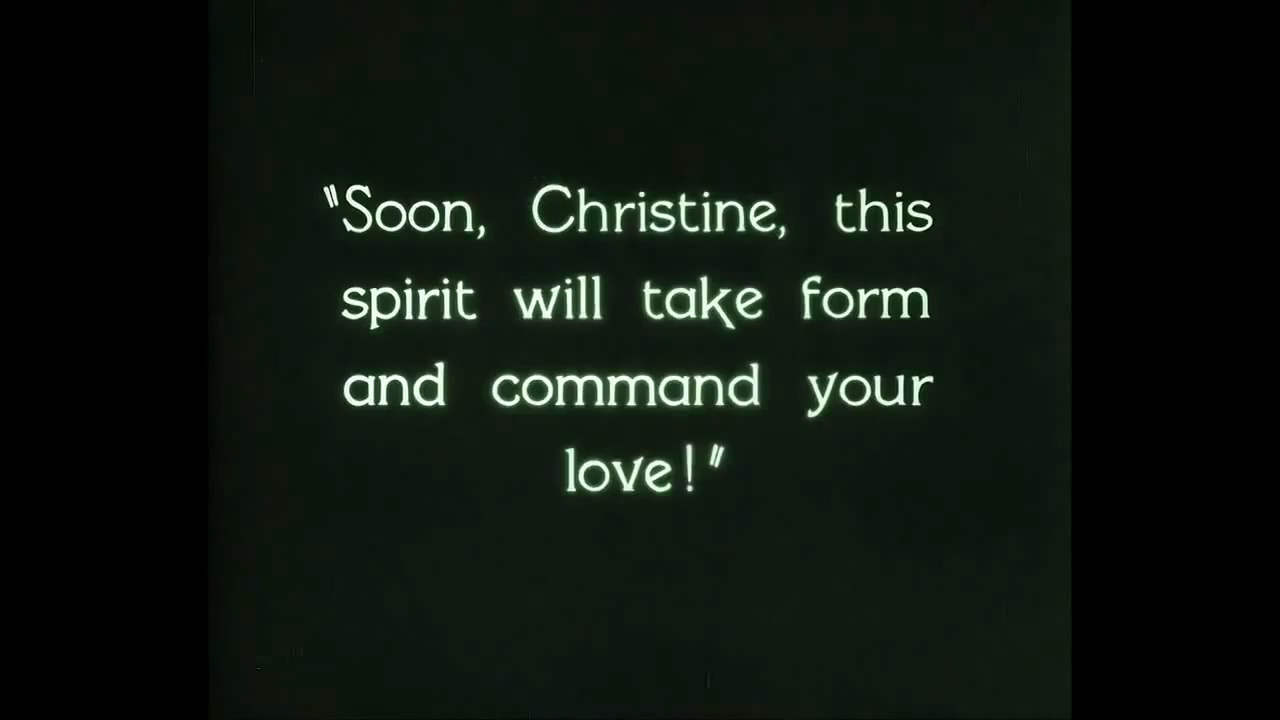 "Soon, Christine, this
spirit will take form
and command your
love!"